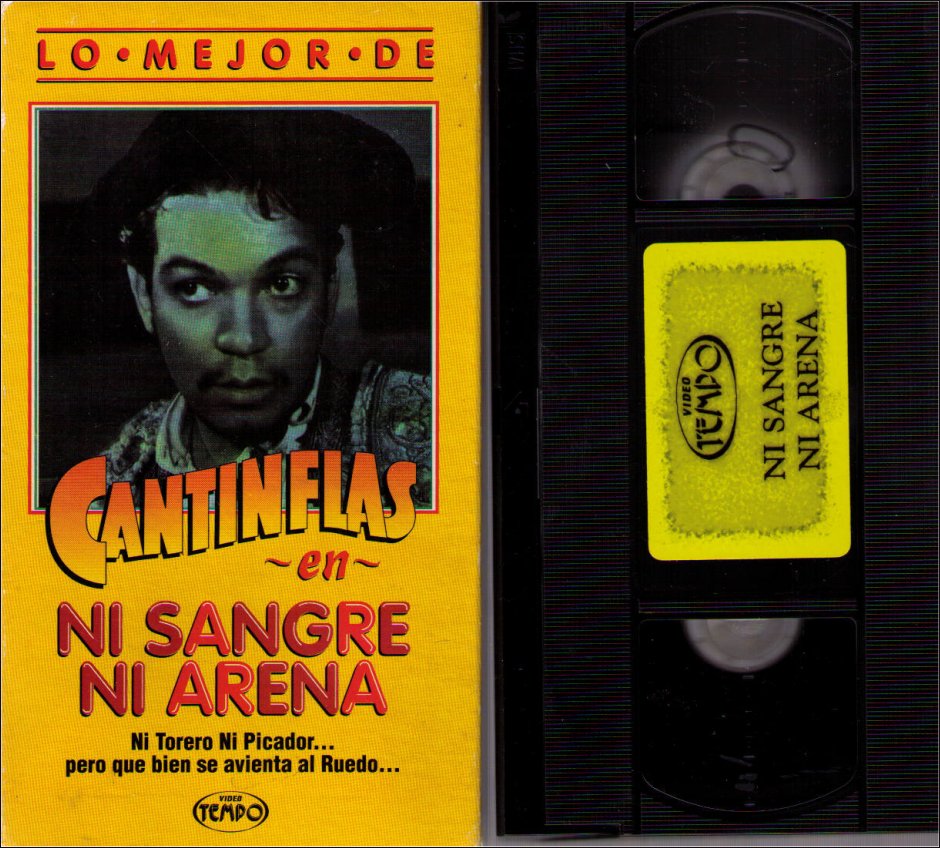 LO • MEJOR • DE
CANTINFLAS
~en~
NI SANGRE
NI ARENA
Ni Torero Ni Picador...
pero que bien se avienta al Ruedo...
VIDEO
TEMPO
VIDEO
TEMPO
NI SANGRE
NI ARENA